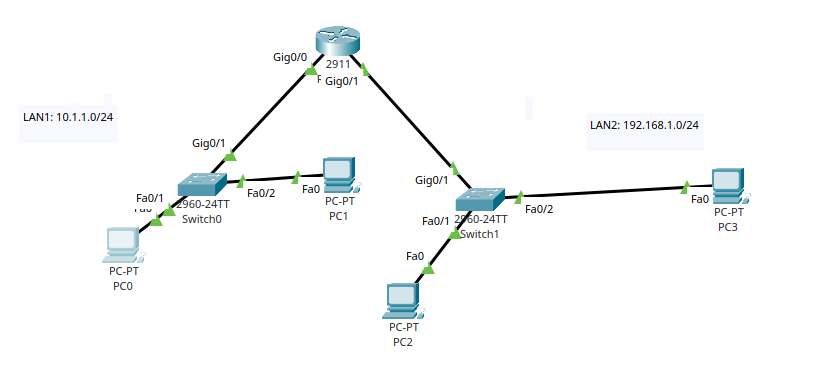 Gig0/0
2911
Gig0/1
LAN1: 10.1.1.0/24
LAN2: 192.168.1.0/24
Gig0/1
Fa0/2
Fa0
PC-PT
PC1
Fa0/1
2960-24TT
Switch0
PC-PT
PC0
Gig0/1
Fa0/2
Fa0
PC-PT
PC3
Fa0/1
2960-24TT
Switch1
Fa0
PC-PT
PC2